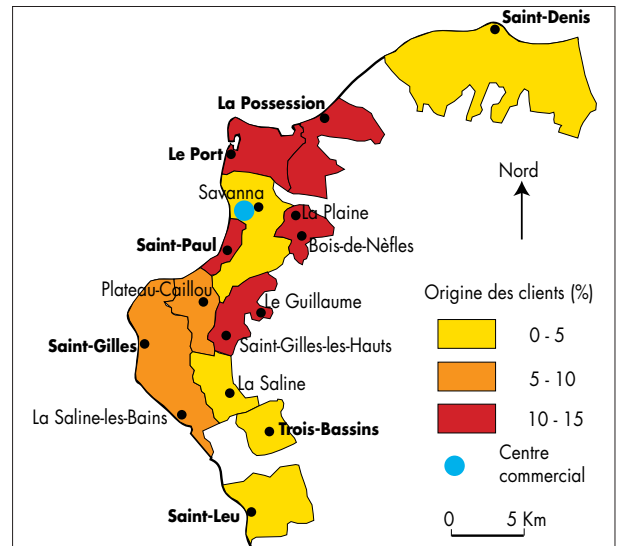 Saint-Denis
La Possession
Le Port
Nord
Savanna
La Plaine
Bois-de-Nèfles
Saint-Paul
Plateau-Caillou
Le Guillaume
Saint-Gilles
Saint-Gilles-les-Hauts
La Saline
La Saline-les-Bains
Trois-Bassins
Saint-Leu
Origine des clients (%)
0 - 5
5 - 10
10 - 15
Centre
commercial
0 5 Km